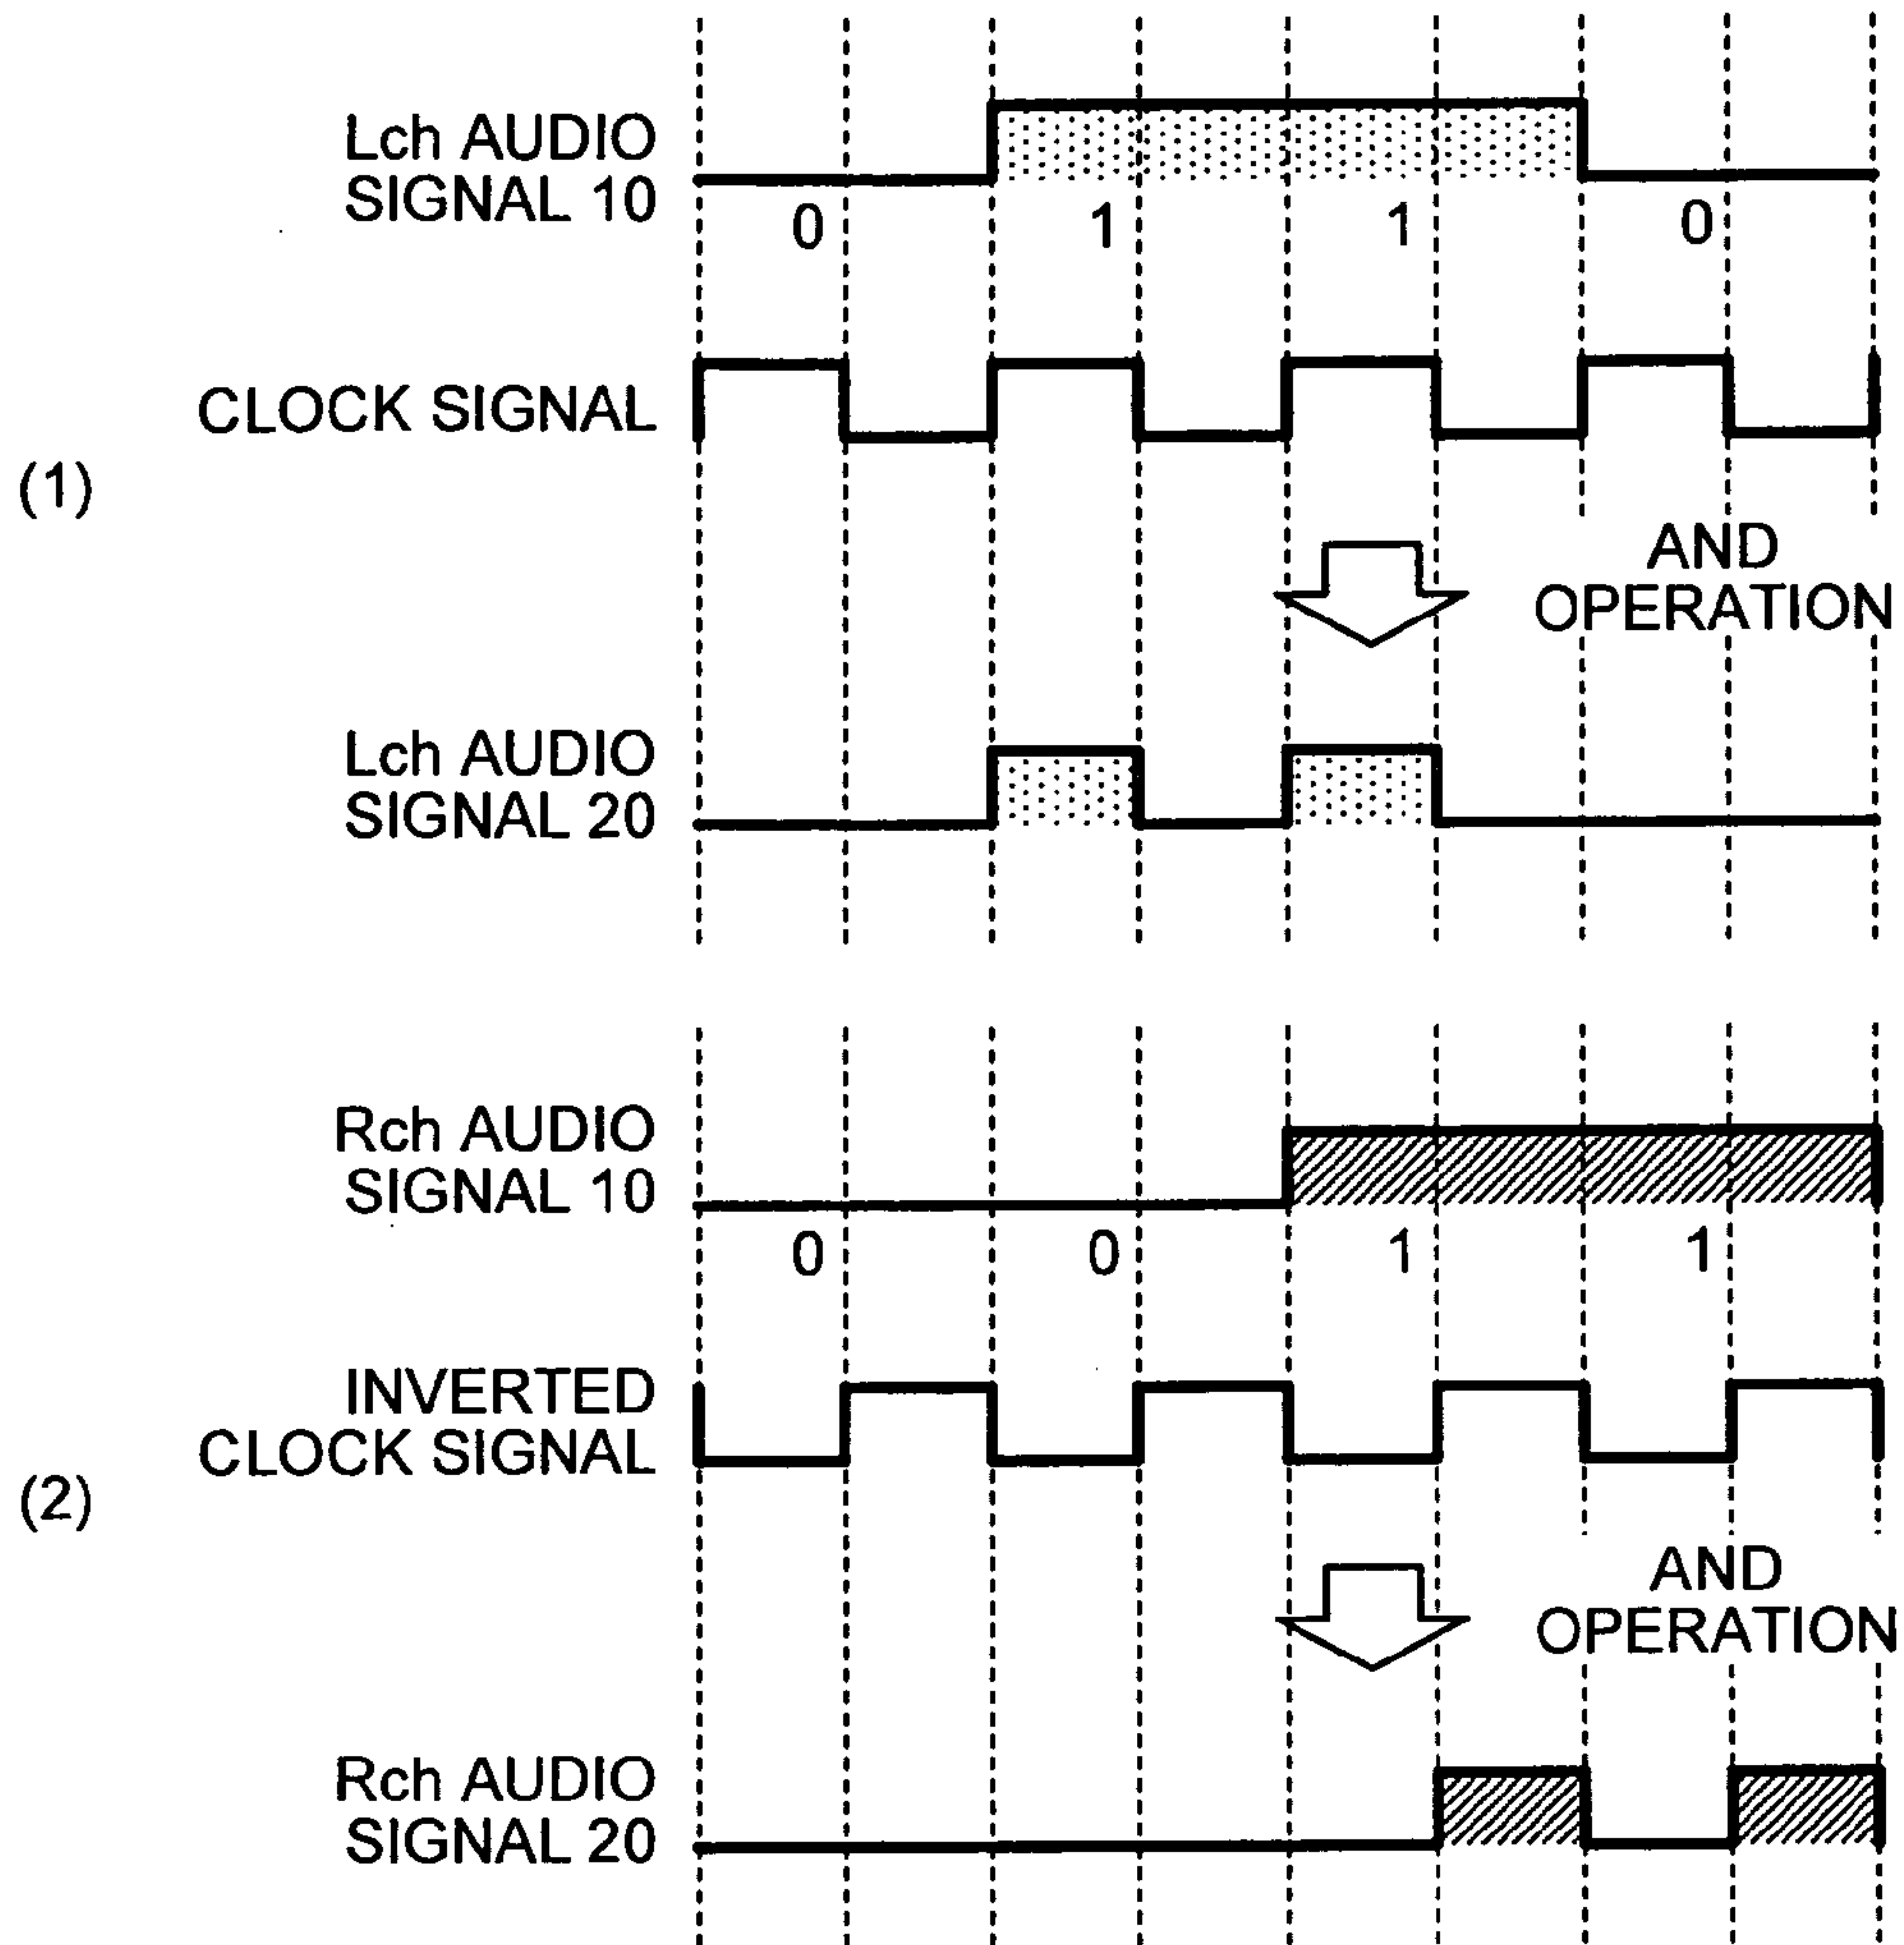 Lch AUDIO
SIGNAL 10
0 1 1 0
CLOCK SIGNAL
(1)
AND
OPERATION
Lch AUDIO
SIGNAL 20
Rch AUDIO
SIGNAL 10
0 0 1 1
INVERTED
CLOCK SIGNAL
(2)
AND
OPERATION
Rch AUDIO
SIGNAL 20